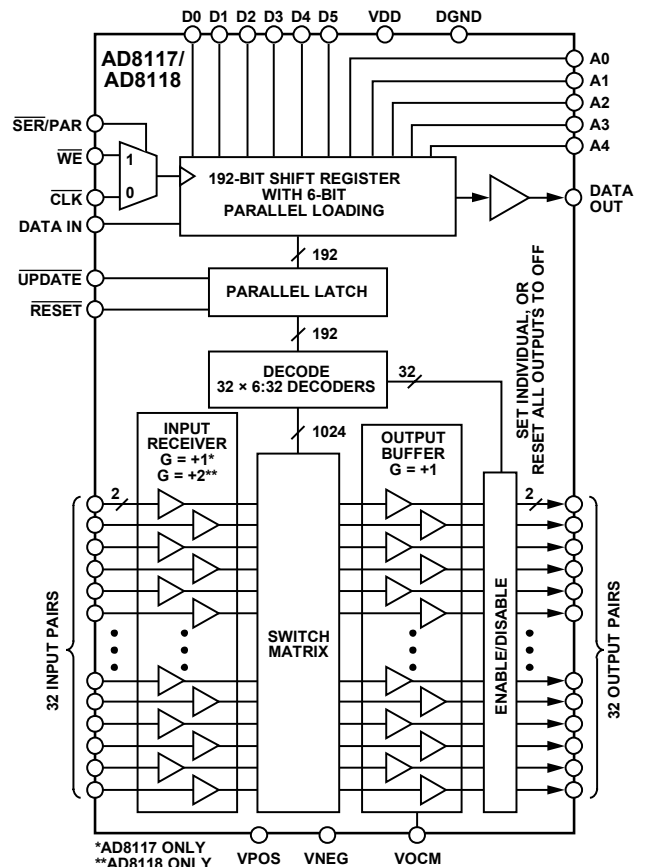 D0 D1 D2 D3 D4 D5 VDD DGND
AD8117/
AD8118
A0
A1
A2
A3
A4
SER/PAR
WE
CLK
DATA IN
1
0
192-BIT SHIFT REGISTER
WITH 6-BIT
PARALLEL LOADING
DATA
OUT
192
UPDATE
RESET
PARALLEL LATCH
192
DECODE
32 × 6:32 DECODERS
32
SET INDIVIDUAL, OR
RESET ALL OUTPUTS TO OFF
1024
INPUT
RECEIVER
G = +1*
G = +2**
OUTPUT
BUFFER
G = +1
2
2
32 INPUT PAIRS
SWITCH
MATRIX
ENABLE/DISABLE
32 OUTPUT PAIRS
*AD8117 ONLY
**AD8118 ONLY
VPOS VNEG VOCM